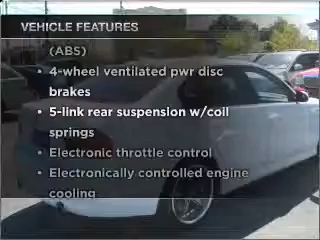 VEHICLE FEATURES
(ABS)
• 4-wheel ventilated pwr disc
brakes
• 5-link rear suspension w/coil
springs
• Electronic throttle control
• Electronically controlled engine
cooling